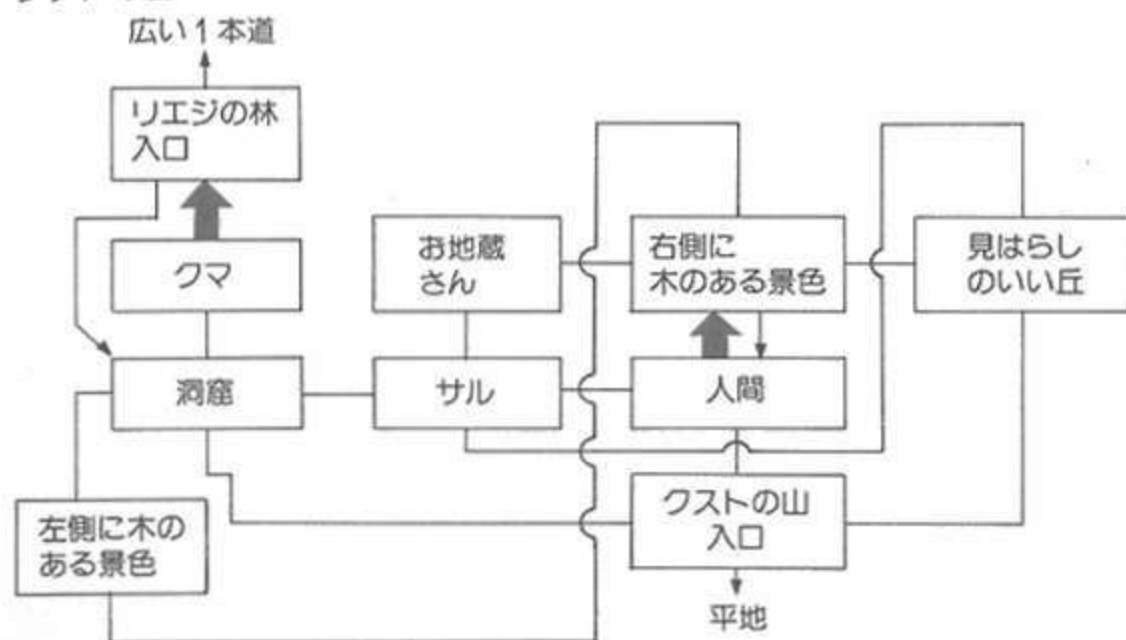 広い1本道
リエジの林
入口
クマ
お地蔵
さん
右側に
木のある景色
見はらし
のいい丘
洞窟
サル
人間
左側に木の
ある景色
クストの山
入口
平地